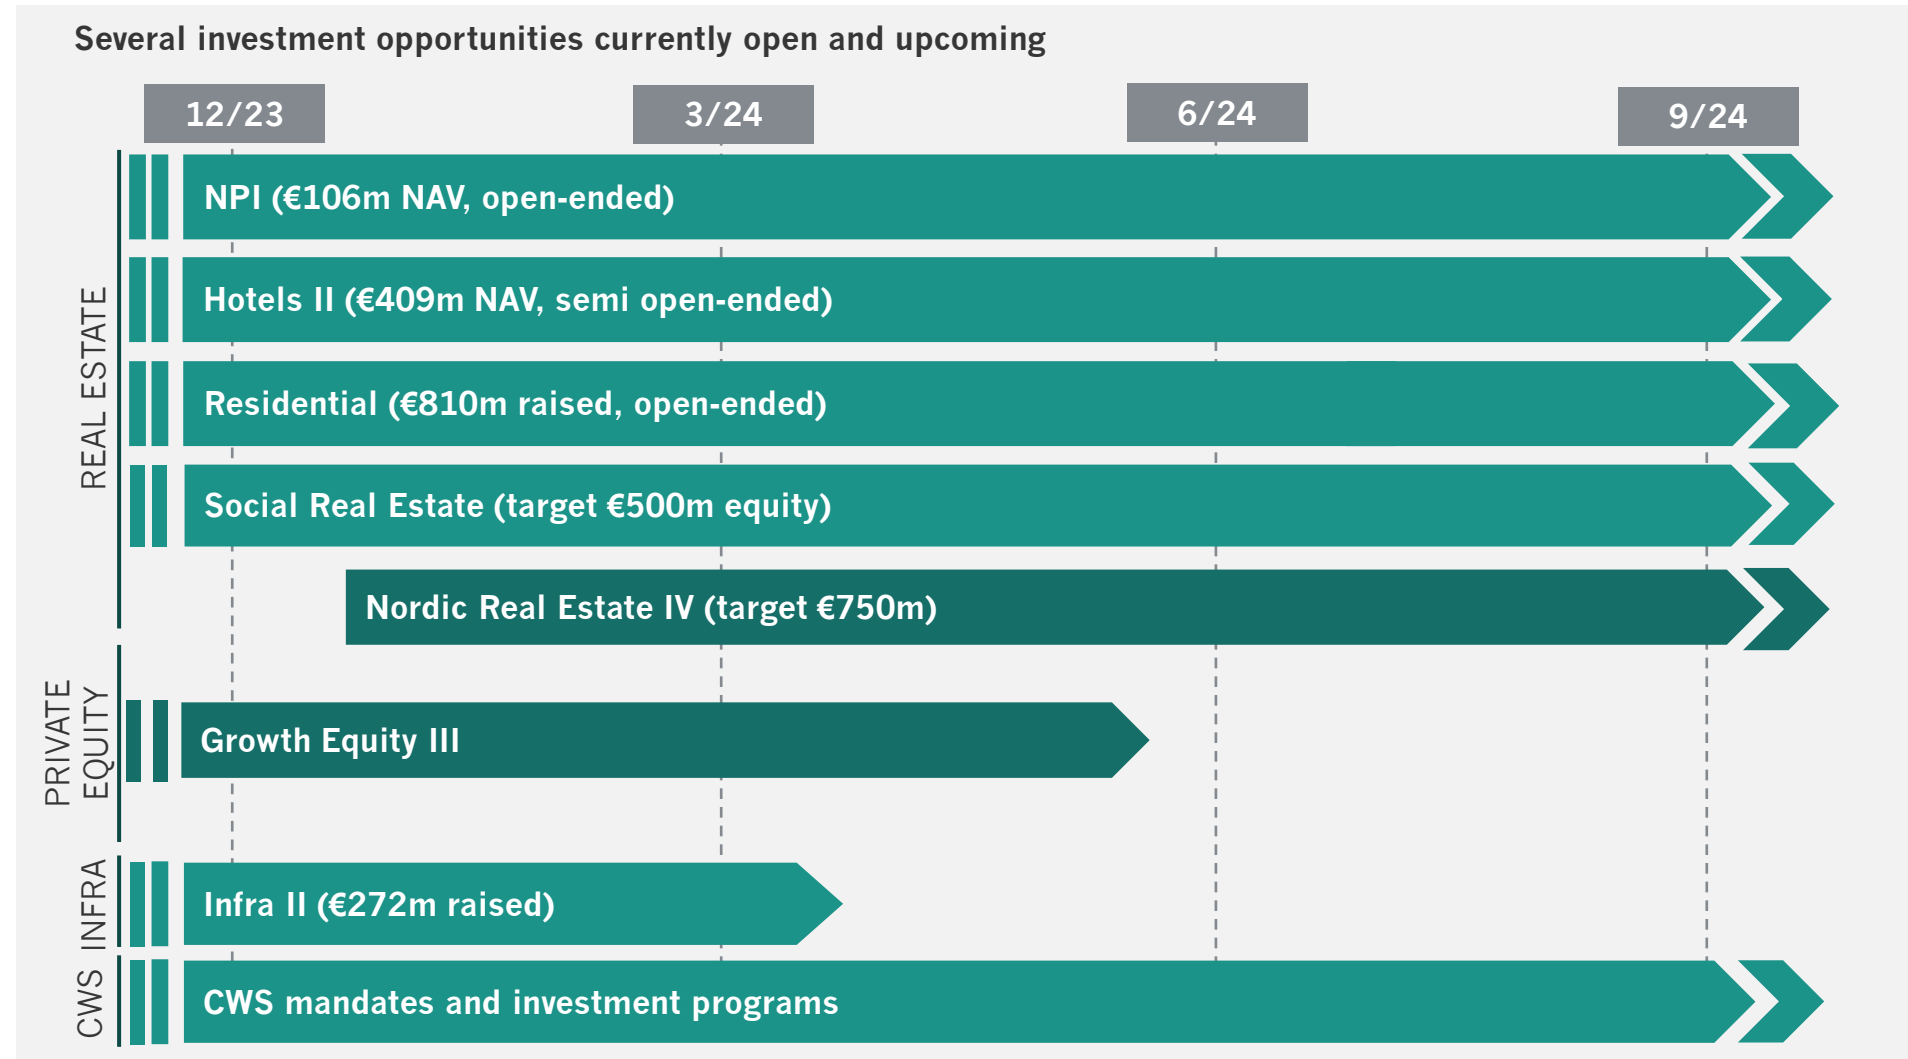 Several investment opportunities currently open and upcoming
12/23
3/24
6/24
9/24
REAL ESTATE
NPI (€106m NAV, open-ended)
Hotels II (€409m NAV, semi open-ended)
Residential (€810m raised, open-ended)
Social Real Estate (target €500m equity)
Nordic Real Estate IV (target €750m)
PRIVATE
EQUITY
Growth Equity III
INFRA
Infra II (€272m raised)
CWS
CWS mandates and investment programs